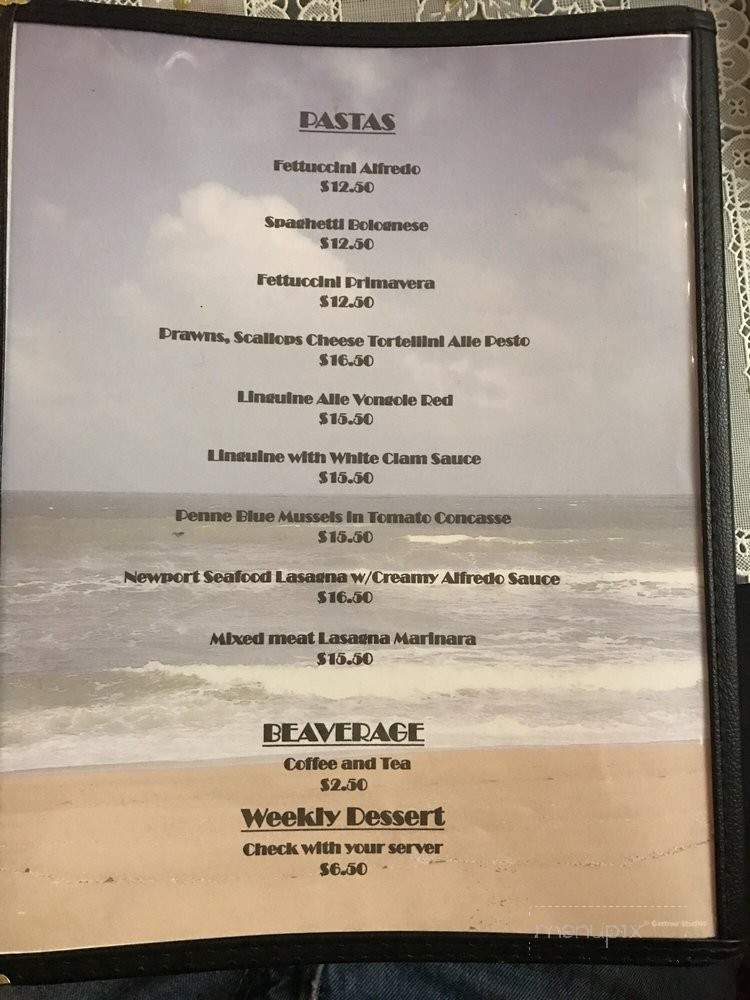 PASTAS
Fettuccini Alfredo
$12.50
Spaghetti Bolognese
$12.50
Fettuccini Primavera
$12.50
Prawns, Scallops Cheese Tortellini Alle Pesto
$16.50
Linguine Alle Vongole Red
$15.50
Linguine with White Clam Sauce
$15.50
Penne Blue Mussels in Tomato Concasse
$15.50
Newport Seafood Lasagna w/Creamy Alfredo Sauce
$16.50
Mixed meat Lasagna Marinara
$15.50
BEAVERAGE
Coffee and Tea
$2.50
Weekly Dessert
Check with your server
$6.50
menupix